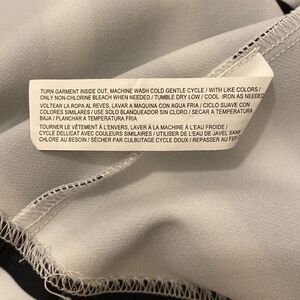 TURN GARMENT INSIDE OUT, MACHINE WASH COLD GENTLE CYCLE / WITH LIKE COLORS /
ONLY NON-CHLORINE BLEACH WHEN NEEDED / TUMBLE DRY LOW / COOL IRON AS NEEDED
VOLTEAR LA ROPA AL REVES, LAVAR A MAQUINA CON AGUA FRIA / CICLO SUAVE CON
COLORES SIMILARES / USE SOLO BLANQUEADOR SIN CLORO / SECAR A TEMPERATURA
BAJA / PLANCHAR A TEMPERATURA FRIA
TOURNER LE VÊTEMENT À L'ENVERS, LAVER À LA MACHINE À L'EAU FROIDE /
CYCLE DELICAT AVEC COULEURS SIMILAIRES / UTILISER DE L'EAU DE JAVEL SANS
CHLORE AU BESOIN / SÉCHER PAR CULBUTAGE CYCLE DOUX / REPASSER AU FER